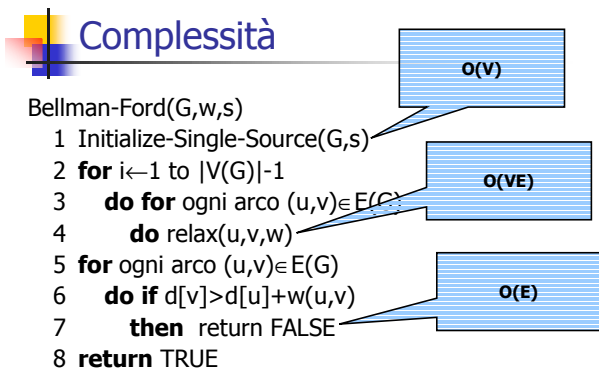 Complessità
O(V)
Bellman-Ford(G,w,s)
1 Initialize-Single-Source(G,s)
2 for i←1 to |V(G)|-1
O(VE)
3 do for ogni arco (u,v)∈E(G)
4 do relax(u,v,w)
5 for ogni arco (u,v)∈E(G)
6 do if d[v]>d[u]+w(u,v)
O(E)
7 then return FALSE
8 return TRUE